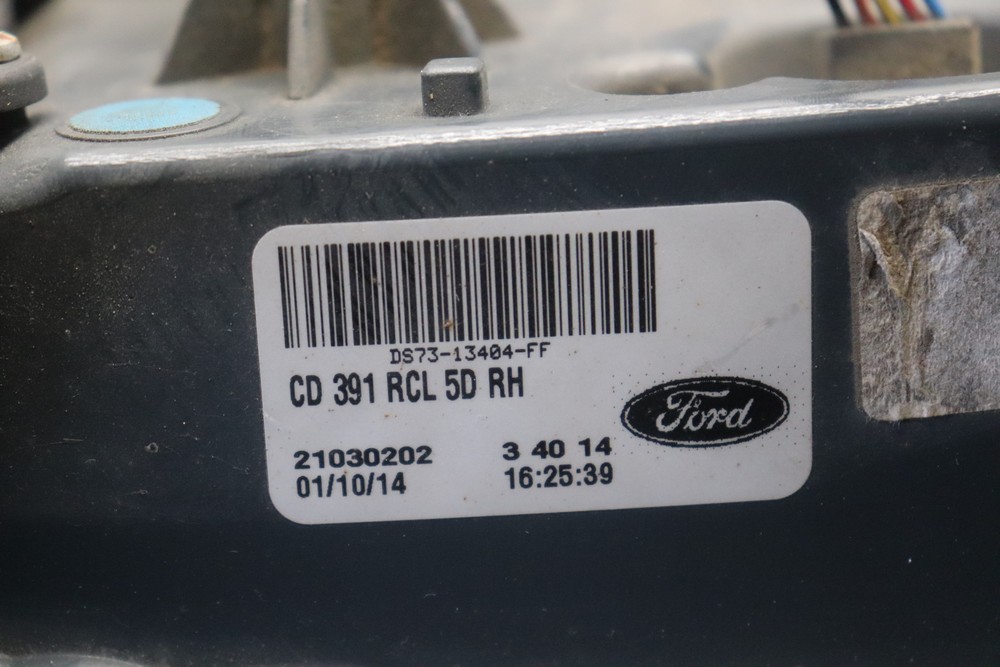 DS73-13404-FF
CD 391 RCL 5D RH
Ford
21030202 3 40 14
01/10/14 16:25:39